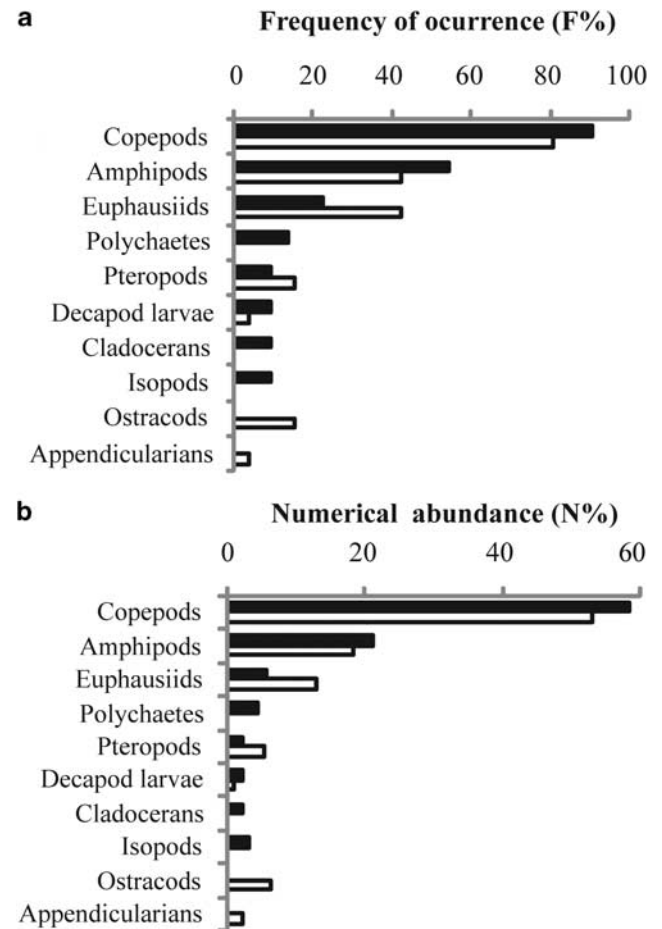 a
Frequency of ocurrence (F%)
0 20 40 60 80 100
Copepods
Amphipods
Euphausiids
Polychaetes
Pteropods
Decapod larvae
Cladocerans
Isopods
Ostracods
Appendicularians
b
Numerical abundance (N%)
0 20 40 60
Copepods
Amphipods
Euphausiids
Polychaetes
Pteropods
Decapod larvae
Cladocerans
Isopods
Ostracods
Appendicularians